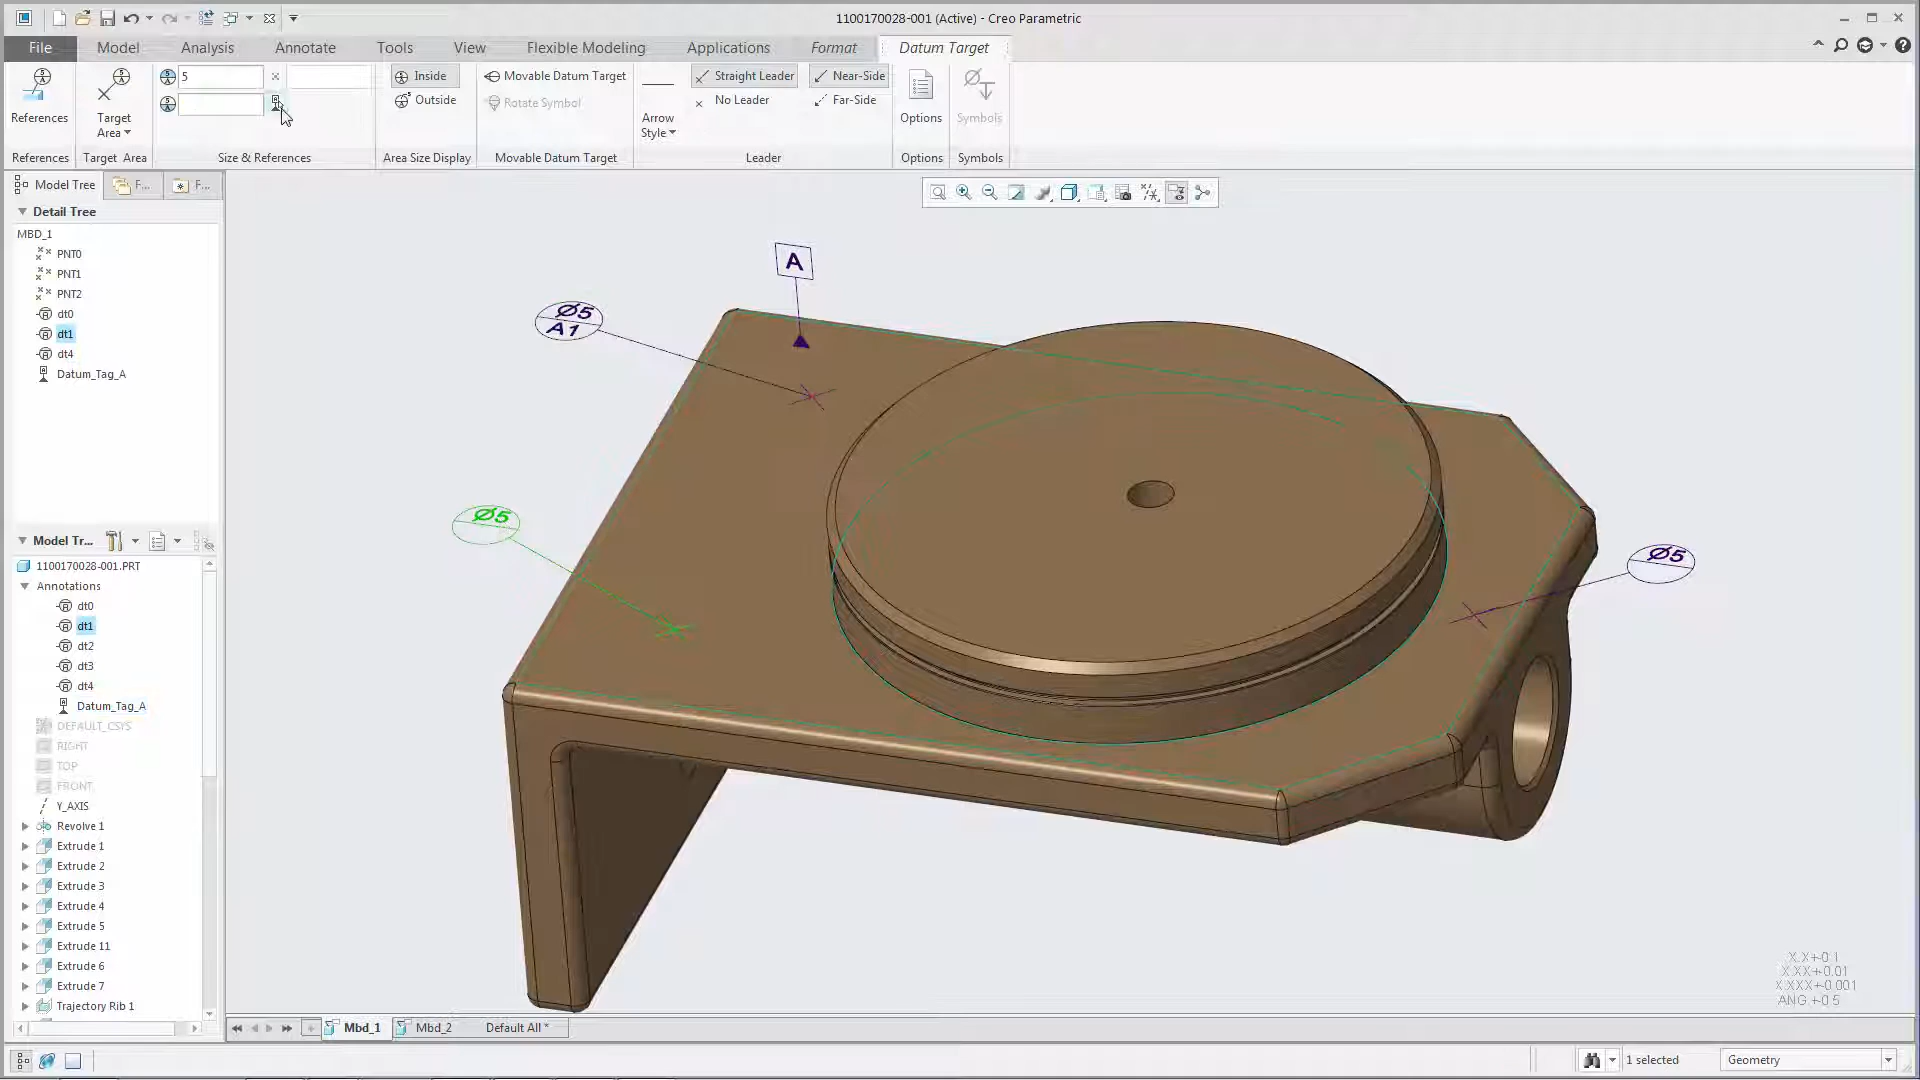 1100170028-001 (Active) - Creo Parametric
File
Model
Analysis
Annotate
Tools
View
Flexible Modeling
Applications
Format
Datum Target
5
Inside
Outside
Movable Datum Target
Rotate Symbol
Straight Leader
No Leader
Near-Side
Far-Side
References
Target
Area
Arrow
Style
Options
Symbols
References
Target Area
Size & References
Area Size Display
Movable Datum Target
Leader
Options
Symbols
Model Tree
F...
F...
Detail Tree
MBD_1
PNT0
PNT1
PNT2
dt0
dt1
dt4
Datum_Tag_A
Model Tr...
1100170028-001.PRT
Annotations
dt0
dt1
dt2
dt3
dt4
Datum_Tag_A
DEFAULT_CSYS
RIGHT
TOP
FRONT
Y_AXIS
Revolve 1
Extrude 1
Extrude 2
Extrude 3
Extrude 4
Extrude 5
Extrude 11
Extrude 6
Extrude 7
Trajectory Rib 1
A
Ø5
A1
Ø5
Ø5
X.X+-0.1
X.XX+-0.01
X.XXX+-0.001
ANG.+-0.5
Mbd_1
Mbd_2
Default All *
1 selected
Geometry